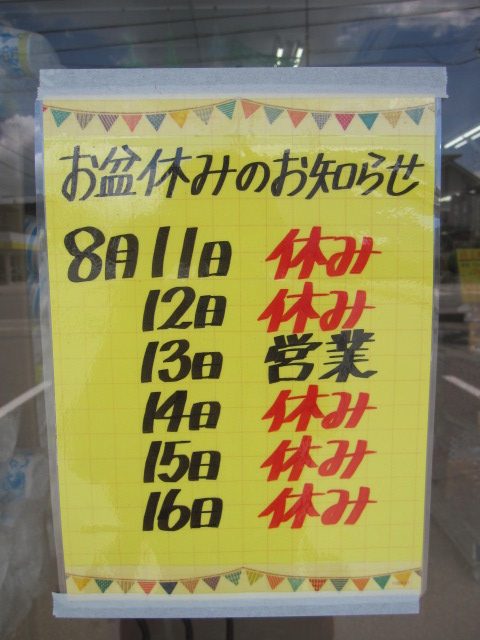 お盆休みのお知らせ
8月11日 休み
12日 休み
13日 営業
14日 休み
15日 休み
16日 休み